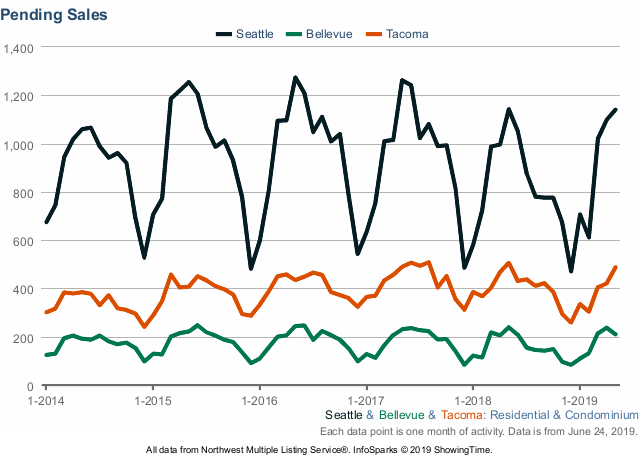 Pending Sales
Seattle Bellevue Tacoma
1,400
1,200
1,000
800
600
400
200
0
1-2014 1-2015 1-2016 1-2017 1-2018 1-2019
Seattle & Bellevue & Tacoma: Residential & Condominium
Each data point is one month of activity. Data is from June 24, 2019.
All data from Northwest Multiple Listing Service®. InfoSparks © 2019 ShowingTime.